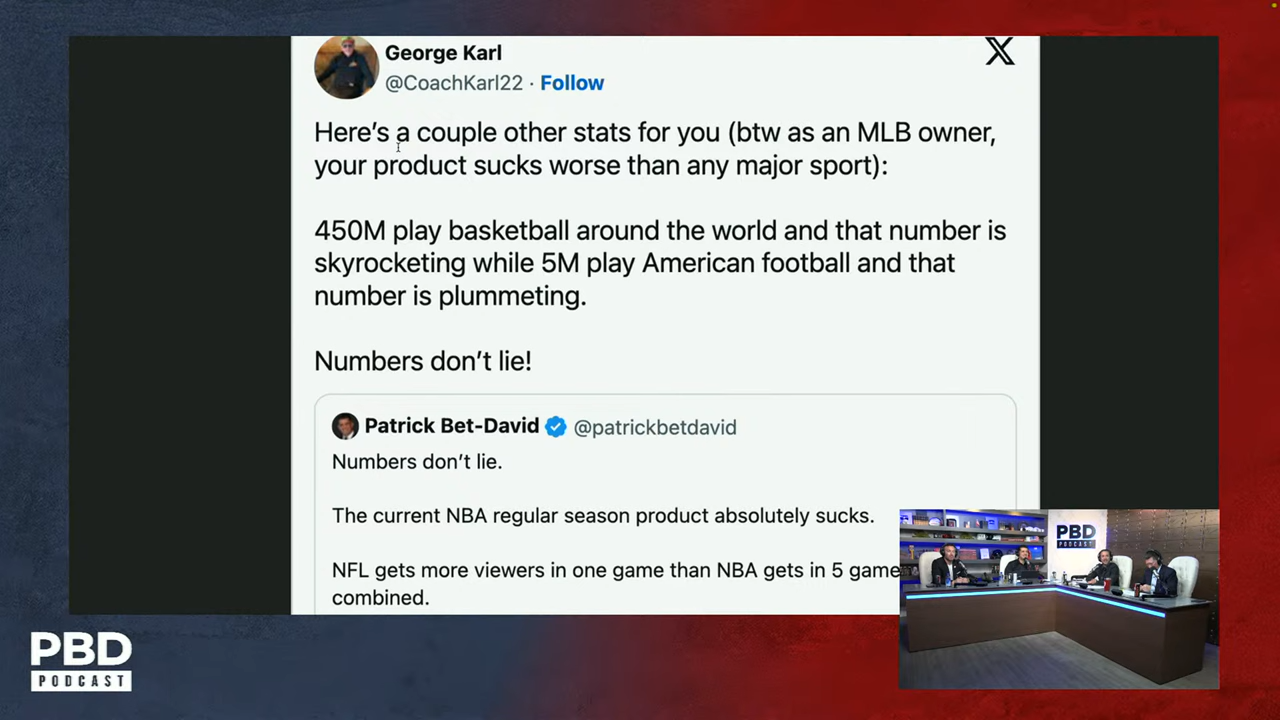 George Karl
@CoachKarl22 · Follow
Here's a couple other stats for you (btw as an MLB owner,
your product sucks worse than any major sport):
450M play basketball around the world and that number is
skyrocketing while 5M play American football and that
number is plummeting.
Numbers don't lie!
Patrick Bet-David @patrickbetdavid
Numbers don't lie.
The current NBA regular season product absolutely sucks.
NFL gets more viewers in one game than NBA gets in 5 game
combined.
PBD
PODCAST
PBD
PODCAST